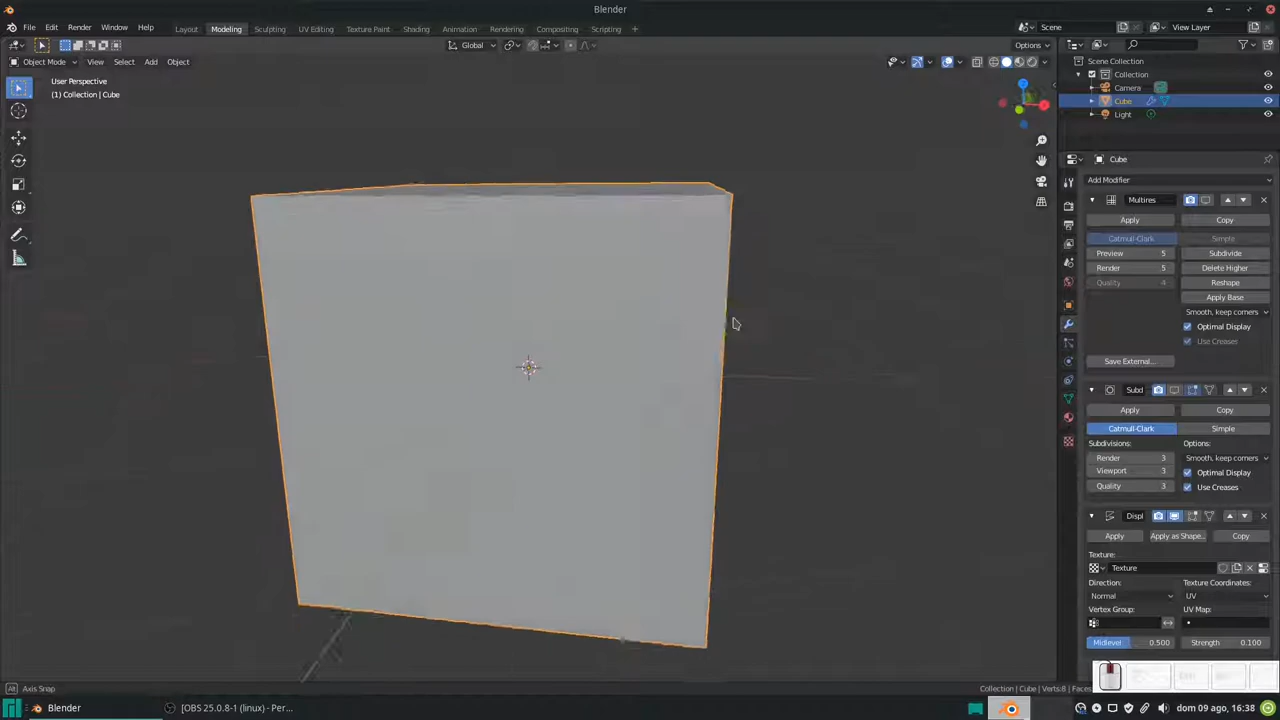 Blender
File Edit Render Window Help
Layout Modeling Sculpting UV Editing Texture Paint Shading Animation Rendering Compositing Scripting +
Scene
View Layer
Global
Options
Object Mode View Select Add Object
User Perspective
(1) Collection | Cube
Scene Collection
Collection
Camera
Cube
Light
Cube
Add Modifier
Multires
Apply Copy
Catmull-Clark Simple
Preview 5 Subdivide
Render 5 Delete Higher
Quality 4 Reshape
Apply Base
Smooth, keep corners
Optimal Display
Use Creases
Save External...
Subd
Apply Copy
Catmull-Clark Simple
Subdivisions: Options:
Render 3 Smooth, keep corners
Viewport 3 Optimal Display
Quality 3 Use Creases
Displ
Apply Apply as Shape.. Copy
Texture:
Texture
Direction: Texture Coordinates:
Normal UV
Vertex Group: UV Map:
Midlevel 0.500 Strength 0.100
Alt Axis Snap
Collection | Cube | Verts:8 | Faces
Blender
[OBS 25.0.8-1 (linux) - Per...
dom 09 ago, 16:38